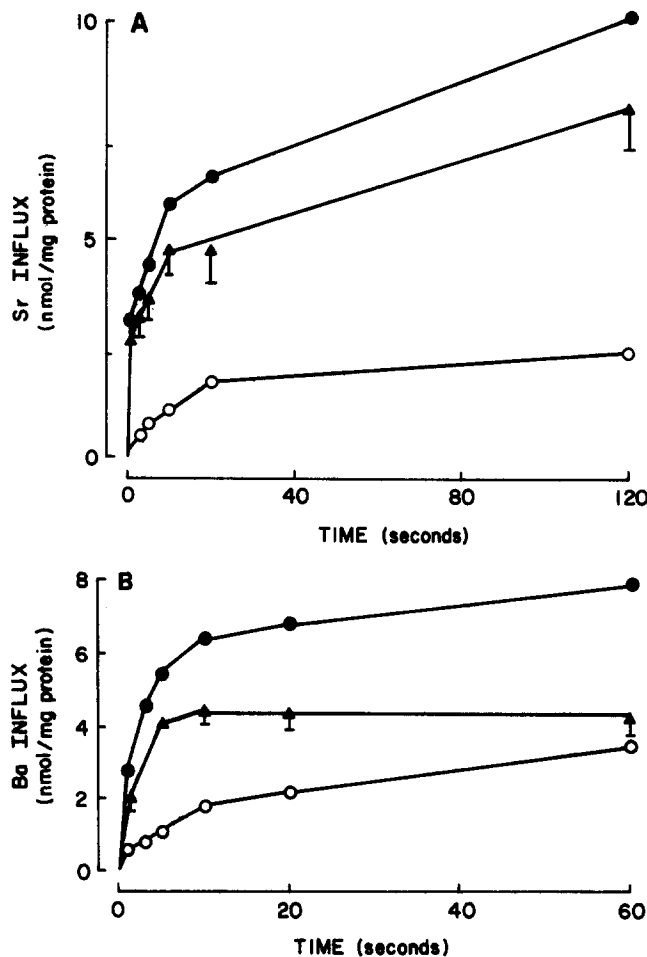 A
10
5
0
Sr INFLUX
(nmol/mg protein)
0 40 80 120
TIME (seconds)
B
8
6
4
2
0
Ba INFLUX
(nmol/mg protein)
0 20 40 60
TIME (seconds)